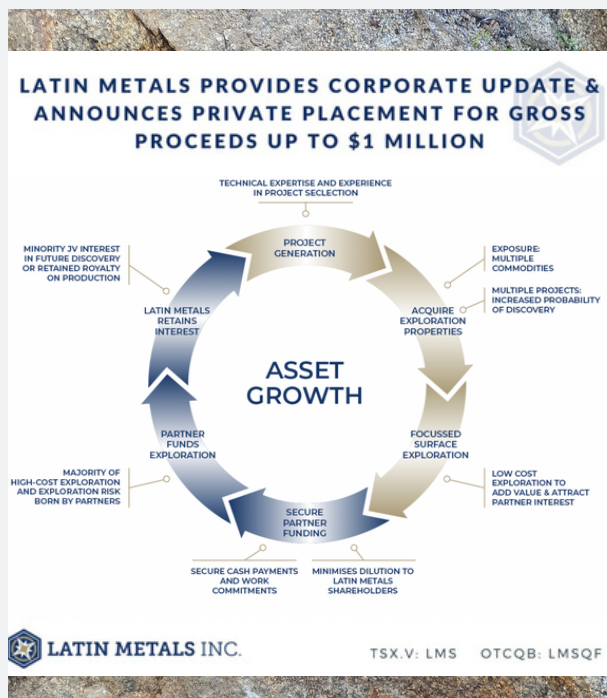 LATIN METALS PROVIDES CORPORATE UPDATE &
ANNOUNCES PRIVATE PLACEMENT FOR GROSS
PROCEEDS UP TO $1 MILLION
TECHNICAL EXPERTISE AND EXPERIENCE
IN PROJECT SECLECTION
PROJECT
GENERATION
EXPOSURE:
MULTIPLE
COMMODITIES
MULTIPLE PROJECTS:
INCREASED PROBABILITY
OF DISCOVERY
ACQUIRE
EXPLORATION
PROPERTIES
FOCUSSED
SURFACE
EXPLORATION
LOW COST
EXPLORATION TO
ADD VALUE & ATTRACT
PARTNER INTEREST
SECURE
PARTNER
FUNDING
MINIMISES DILUTION TO
LATIN METALS
SHAREHOLDERS
SECURE CASH PAYMENTS
AND WORK
COMMITMENTS
PARTNER
FUNDS
EXPLORATION
MAJORITY OF
HIGH-COST EXPLORATION
AND EXPLORATION RISK
BORN BY PARTNERS
LATIN METALS
RETAINS
INTEREST
MINORITY JV INTEREST
IN FUTURE DISCOVERY
OR RETAINED ROYALTY
ON PRODUCTION
ASSET
GROWTH
LATIN METALS INC.
TSX.V: LMS OTCQB: LMSQF